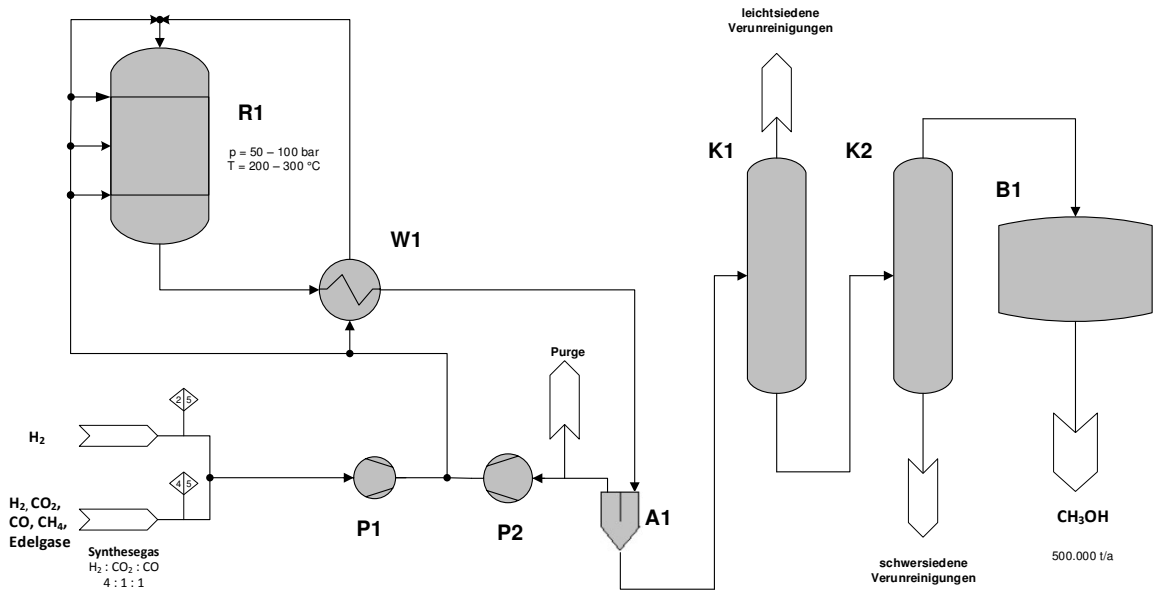 leichtsiedene
Verunreinigungen
R1
p = 50 – 100 bar
T = 200 – 300 °C
K1
K2
B1
W1
Purge
2 5
H₂
4 5
H₂, CO₂,
CO, CH₄,
Edelgase
Synthesegas
H₂ : CO₂ : CO
4 : 1 : 1
P1
P2
A1
schwersiedene
Verunreinigungen
CH₃OH
500.000 t/a